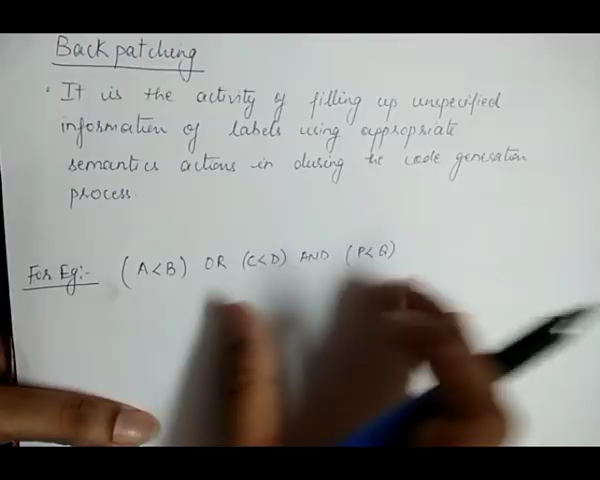 Backpatching
• It is the activity of filling up unspecified
information of labels using appropriate
semantics actions in during the code generation
process.
For Eg:- (A<B) OR (C<D) AND (P<Q)